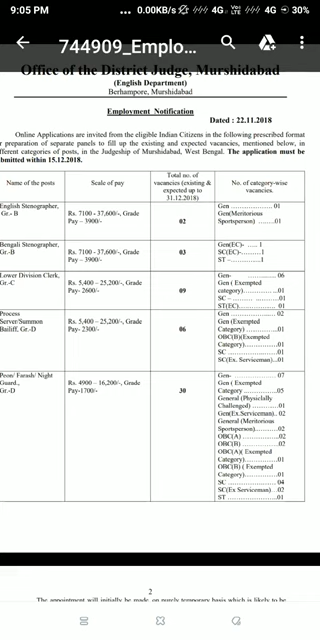 9:05 PM ... 0.00KB/s 4G VoLTE 4G 30%
744909_Emplo...
Office of the District Judge, Murshidabad
(English Department)
Berhampore, Murshidabad
Employment Notification
Dated : 22.11.2018
Online Applications are invited from the eligible Indian Citizens in the following prescribed format
r preparation of separate panels to fill up the existing and expected vacancies, mentioned below, in
fferent categories of posts, in the Judgeship of Murshidabad, West Bengal. The application must be
bmitted within 15.12.2018.
Name of the posts
Scale of pay
Total no. of
vacancies (existing &
expected up to
31.12.2018)
No. of category-wise
vacancies.
English Stenographer,
Gr.- B
Rs. 7100 - 37,600/-, Grade
Pay – 3900/-
02
Gen ………………… 01
Gen(Meritorious
Sportsperson) …….01
Bengali Stenographer,
Gr.-B
Rs. 7100 - 37,600/-, Grade
Pay – 3900/-
03
Gen(EC)- ….. 1
SC(EC)-………1
ST –…………..1
Lower Division Clerk,
Gr.-C
Rs. 5,400 – 25,200/-, Grade
Pay- 2600/-
09
Gen- ………... 06
Gen ( Exempted
category)…………..01
SC – …………..01
ST(EC)………... 01
Process
Server/Summon
Bailiff, Gr.-D
Rs. 5,400 – 25,200/-, Grade
Pay- 2300/-
06
Gen ………………... 02
Gen (Exempted
Category) …………..01
OBC(B)(Exempted
Category)…………..01
SC ………………...01
SC(Ex. Serviceman)…01
Peon/ Farash/ Night
Guard.,
Gr.-D
Rs. 4900 – 16,200/-, Grade
Pay-1700/-
30
Gen- ……………… 07
Gen ( Exempted
Category …………..05
General (Physiclally
Challenged) ………..01
Gen(Ex.Serviceman).. 02
General (Meritorious
Sportsperson)……….02
OBC(A) ……………..02
OBC(B) ……………..02
OBC(A)( Exempted
Category)…………..01
OBC(B) ( Exempted
Category)…………..01
SC …………………… 04
SC(Ex Serviceman)…02
ST …………………..01
2
The appointment will initially be made on purely temporary basis which is likely to be